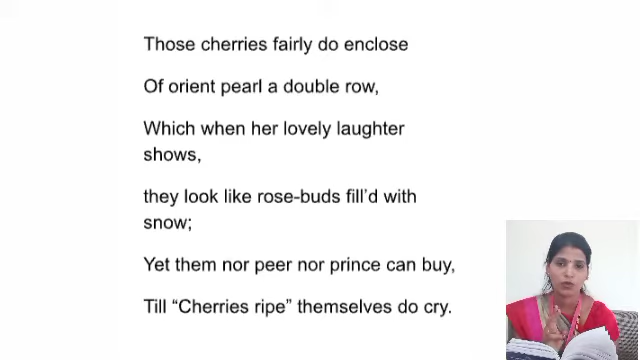 Those cherries fairly do enclose
Of orient pearl a double row,
Which when her lovely laughter
shows,
they look like rose-buds fill'd with
snow;
Yet them nor peer nor prince can buy,
Till “Cherries ripe” themselves do cry.